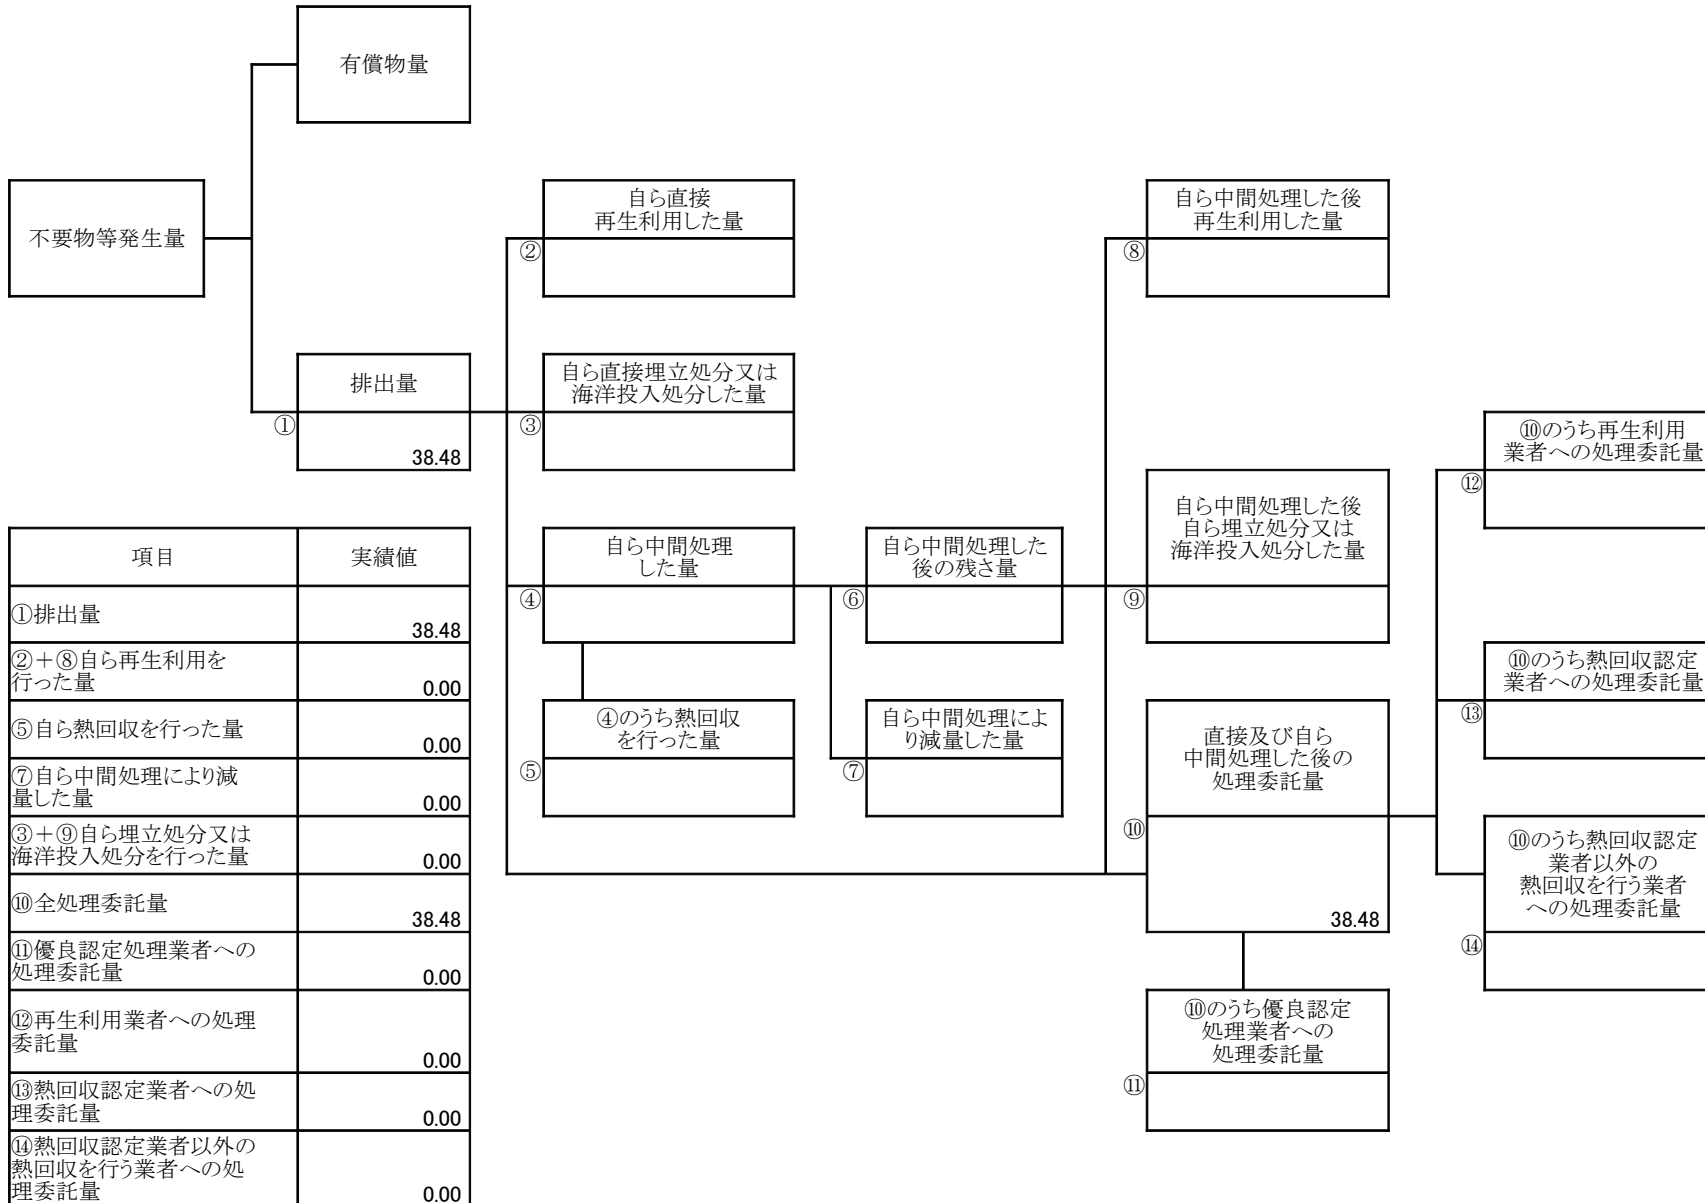 有償物量
不要物等発生量
自ら直接
再生利用した量
②
自ら中間処理した後
再生利用した量
⑧
排出量
①
38.48
自ら直接埋立処分又は
海洋投入処分した量
③
⑩のうち再生利用
業者への処理委託量
⑫
自ら中間処理した後
自ら埋立処分又は
海洋投入処分した量
⑨
自ら中間処理
した量
④
自ら中間処理した
後の残さ量
⑥
④のうち熱回収
を行った量
⑤
自ら中間処理によ
り減量した量
⑦
直接及び自ら
中間処理した後の
処理委託量
⑩
38.48
⑩のうち熱回収認定
業者への処理委託量
⑬
⑩のうち熱回収認定
業者以外の
熱回収を行う業者
への処理委託量
⑭
⑩のうち優良認定
処理業者への
処理委託量
⑪
項目 実績値
①排出量
38.48
②+⑧自ら再生利用を
行った量
0.00
⑤自ら熱回収を行った量
0.00
⑦自ら中間処理により減
量した量
0.00
③+⑨自ら埋立処分又は
海洋投入処分を行った量
0.00
⑩全処理委託量
38.48
⑪優良認定処理業者への
処理委託量
0.00
⑫再生利用業者への処理
委託量
0.00
⑬熱回収認定業者への処
理委託量
0.00
⑭熱回収認定業者以外の
熱回収を行う業者への処
理委託量
0.00